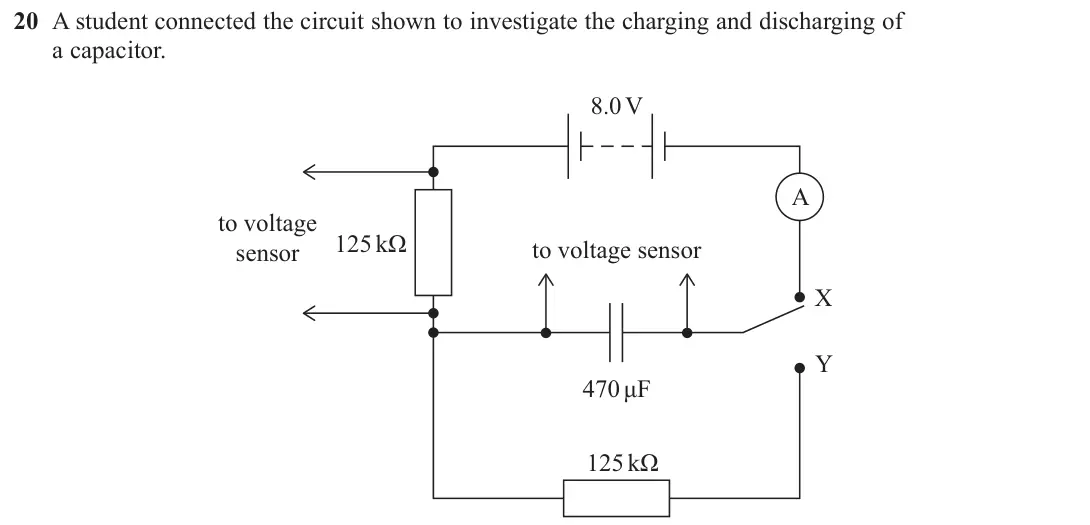 20 A student connected the circuit shown to investigate the charging and discharging of
a capacitor.
8.0 V
A
to voltage
sensor
125 kΩ
to voltage sensor
X
Y
470 μF
125 kΩ